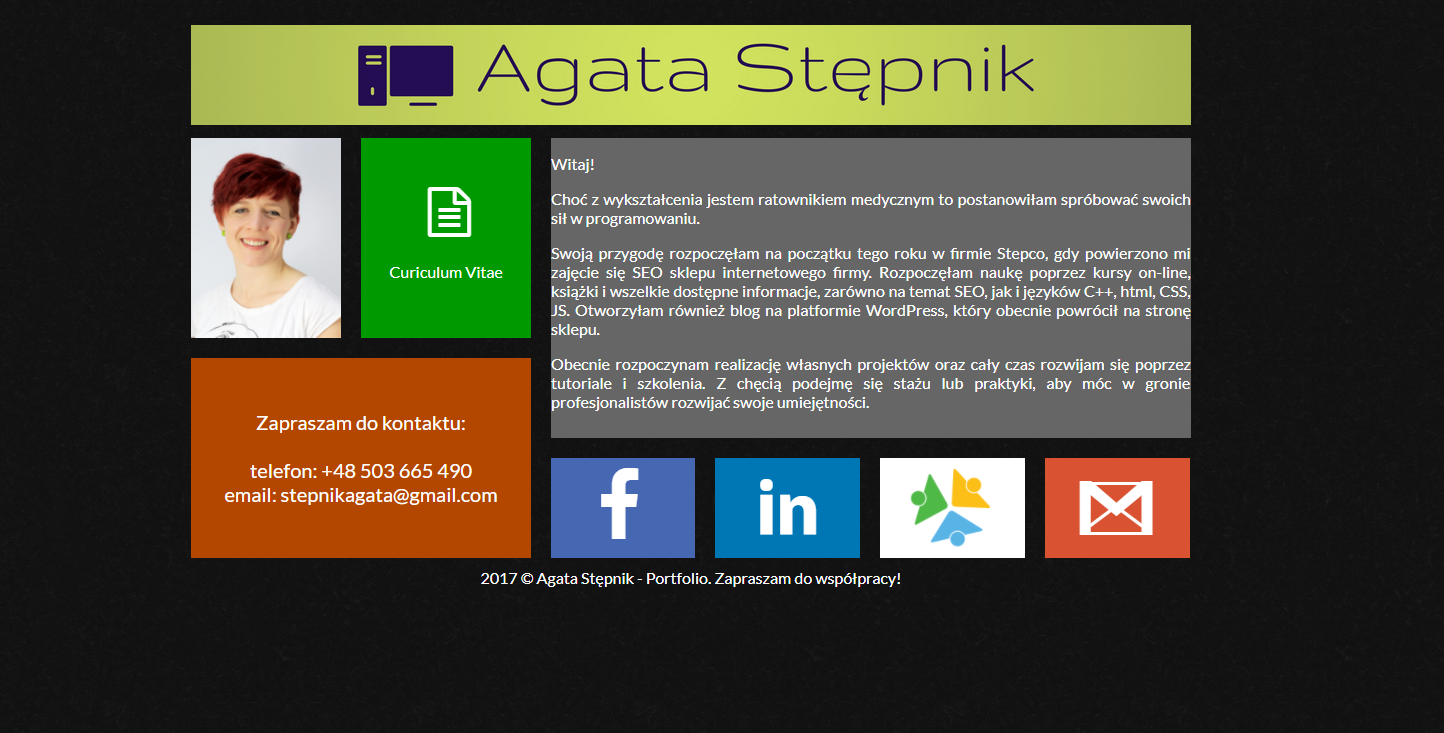 Agata Stępnik
Curiculum Vitae
Witaj!
Choć z wykształcenia jestem ratownikiem medycznym to postanowiłam spróbować swoich
sił w programowaniu.
Swoją przygodę rozpoczęłam na początku tego roku w firmie Stepco, gdy powierzono mi
zajęcie się SEO sklepu internetowego firmy. Rozpoczęłam naukę poprzez kursy on-line,
książki i wszelkie dostępne informacje, zarówno na temat SEO, jak i języków C++, html, CSS,
JS. Otworzyłam również blog na platformie WordPress, który obecnie powrócił na stronę
sklepu.
Obecnie rozpoczynam realizację własnych projektów oraz cały czas rozwijam się poprzez
tutoriale i szkolenia. Z chęcią podejmę się stażu lub praktyki, aby móc w gronie
profesjonalistów rozwijać swoje umiejętności.
Zapraszam do kontaktu:
telefon: +48 503 665 490
email: stepnikagata@gmail.com
f
in
2017 © Agata Stępnik - Portfolio. Zapraszam do współpracy!